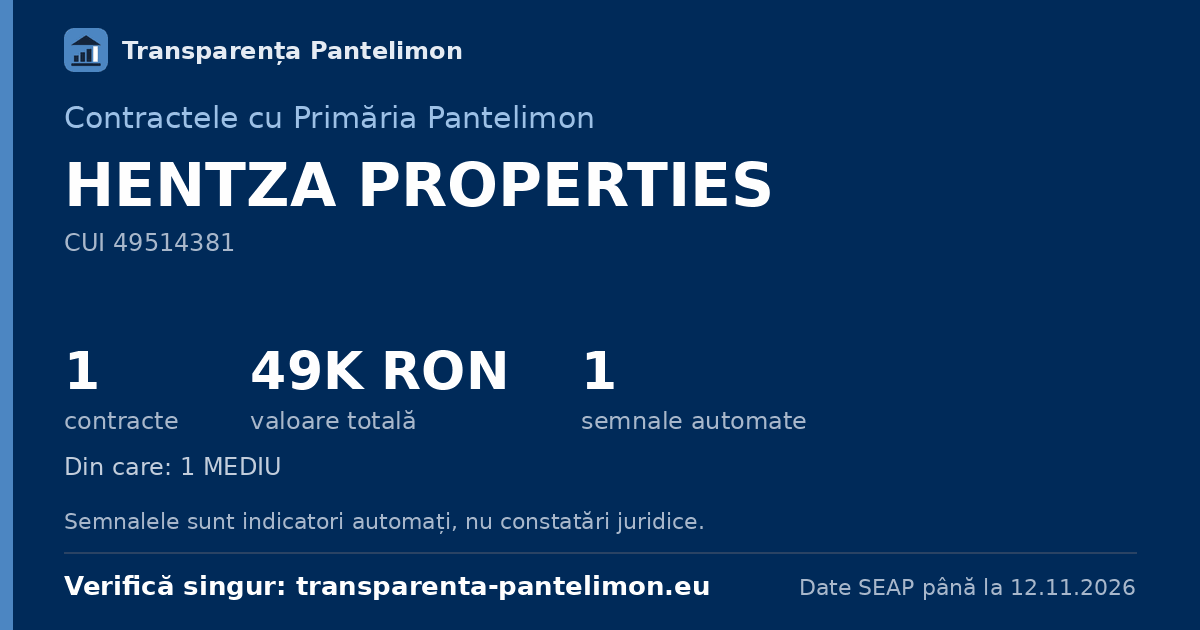 Transparența Pantelimon
Contractele cu Primăria Pantelimon
HENTZA PROPERTIES
CUI 49514381
1 49K RON 1
contracte valoare totală semnale automate
Din care: 1 MEDIU
Semnalele sunt indicatori automați, nu constatări juridice.
Verifică singur: transparenta-pantelimon.eu Date SEAP până la 12.11.2026